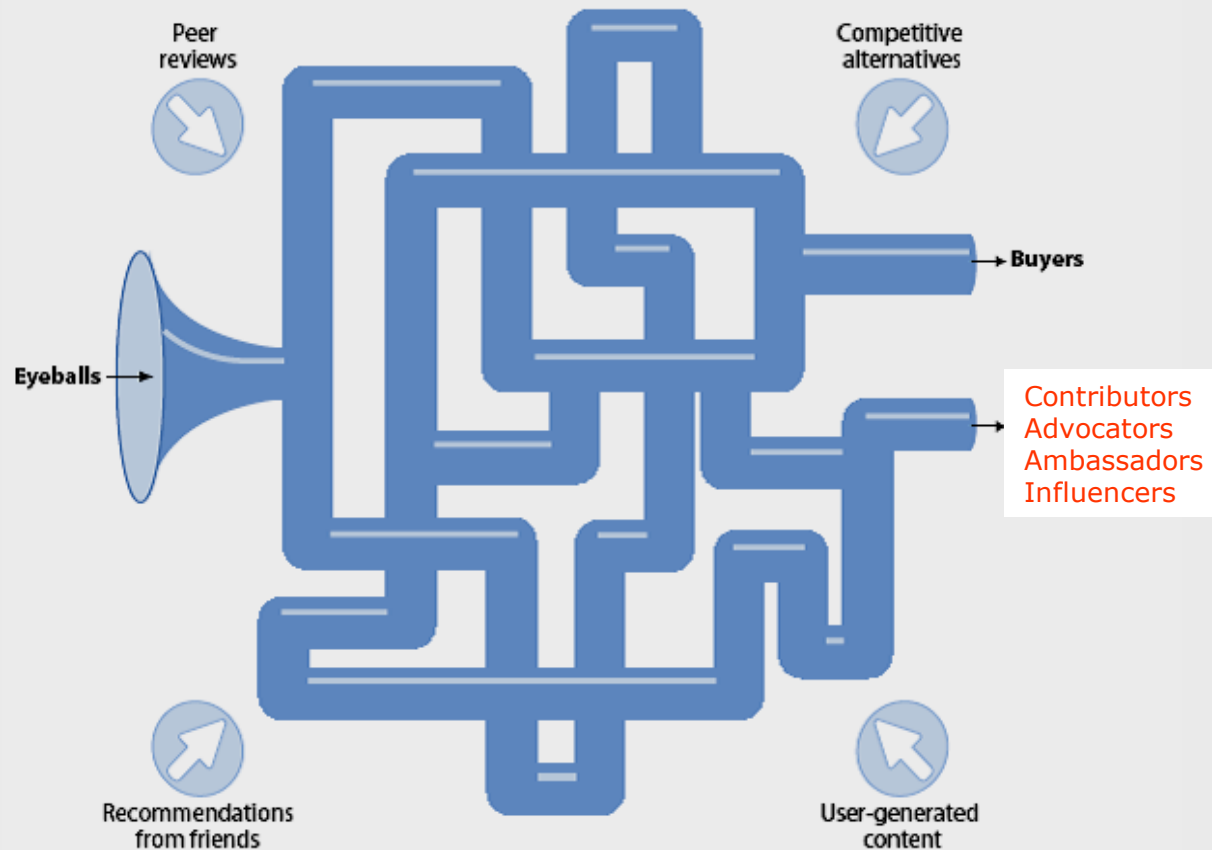 Peer
reviews
Competitive
alternatives
Buyers
Eyeballs
Contributors
Advocators
Ambassadors
Influencers
Recommendations
from friends
User-generated
content